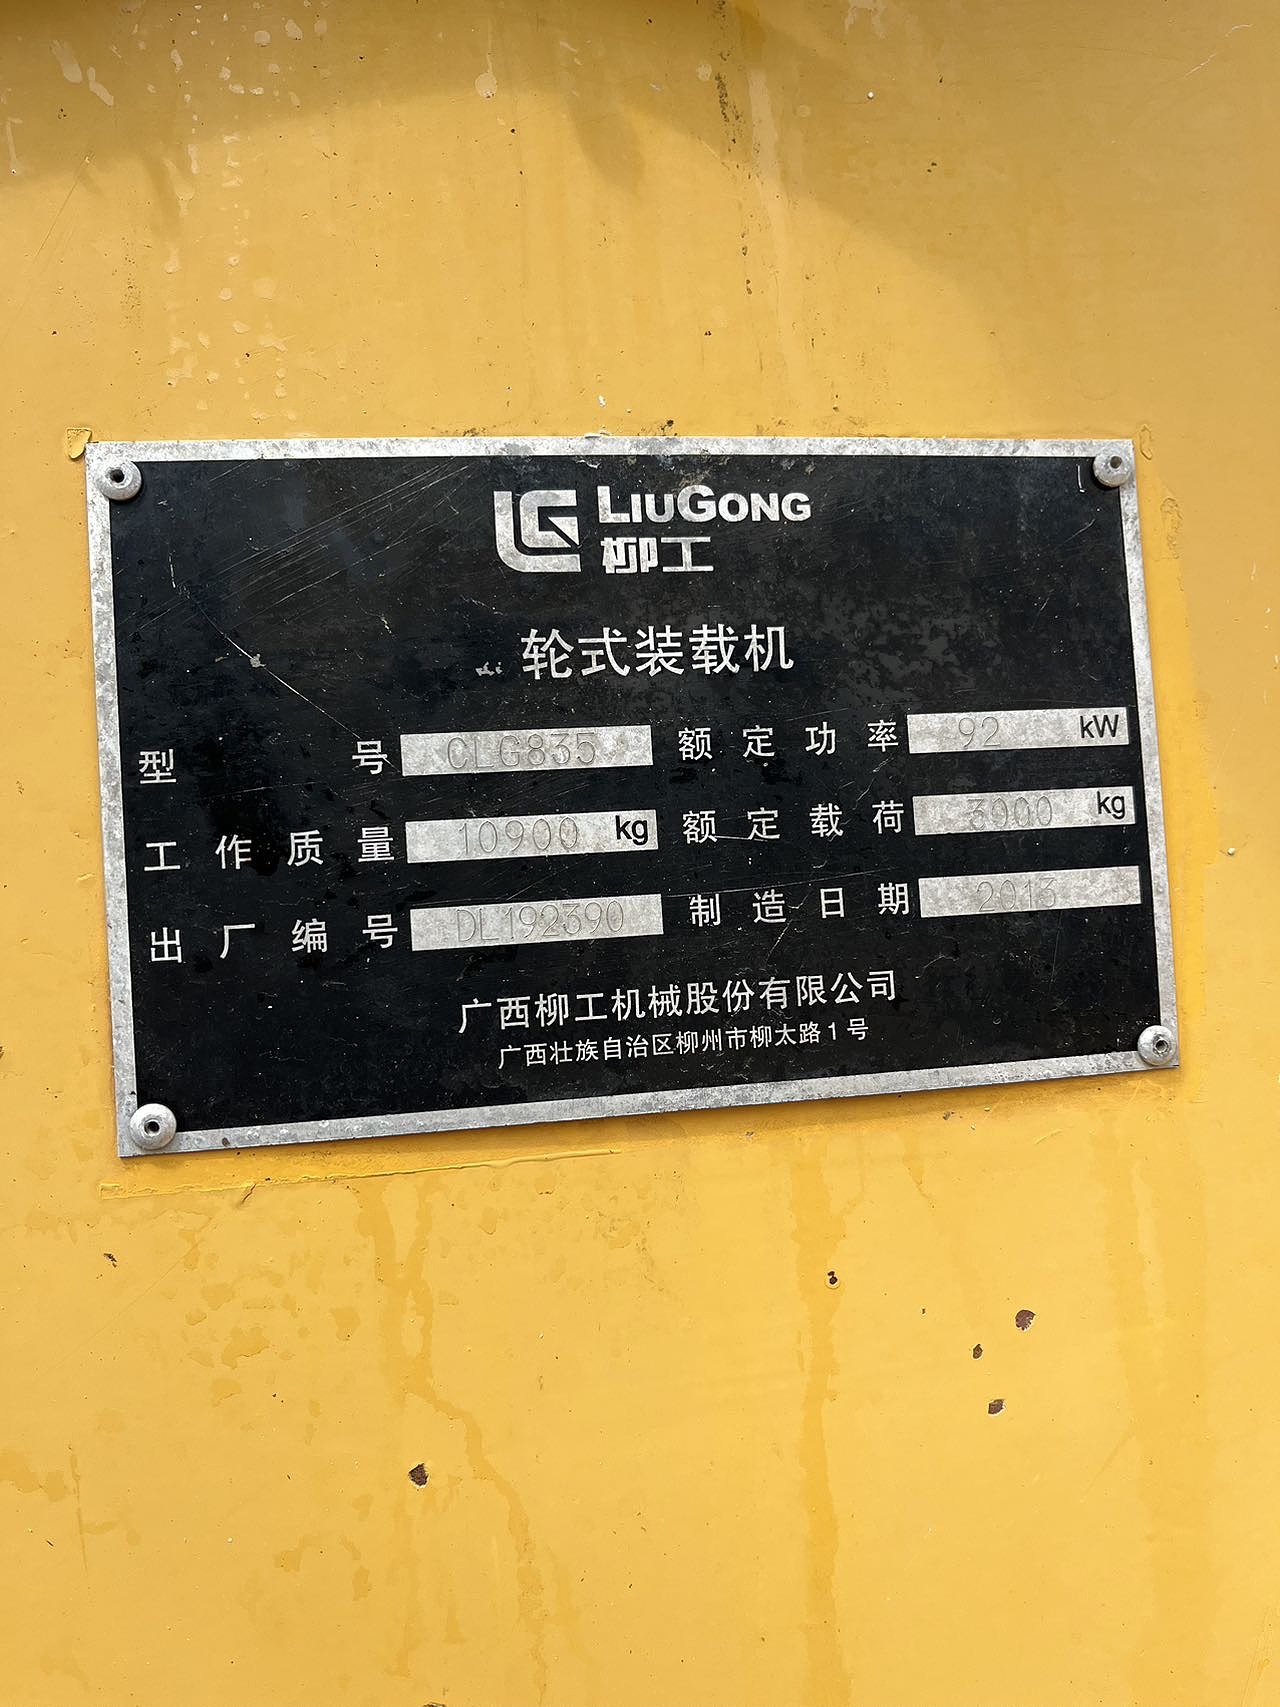 LIUGONG
柳工
轮式装载机
型号 CLG835 额定功率 92 kW
工作质量 10900 kg 额定载荷 3000 kg
出厂编号 DL192390 制造日期 2013
广西柳工机械股份有限公司
广西壮族自治区柳州市柳太路1号